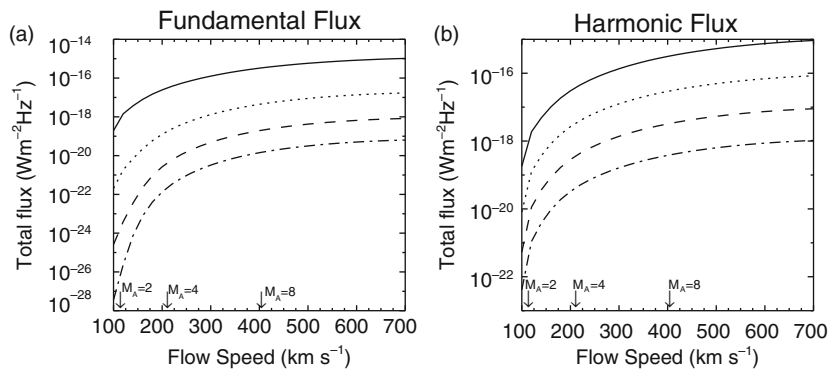 Fundamental Flux
(a)
Total flux (Wm⁻²Hz⁻¹)
10⁻¹⁴
10⁻¹⁶
10⁻¹⁸
10⁻²⁰
10⁻²²
10⁻²⁴
10⁻²⁶
10⁻²⁸
M_A=2
M_A=4
M_A=8
100 200 300 400 500 600 700
Flow Speed (km s⁻¹)
Harmonic Flux
(b)
Total flux (Wm⁻²Hz⁻¹)
10⁻¹⁶
10⁻¹⁸
10⁻²⁰
10⁻²²
M_A=2
M_A=4
M_A=8
100 200 300 400 500 600 700
Flow Speed (km s⁻¹)